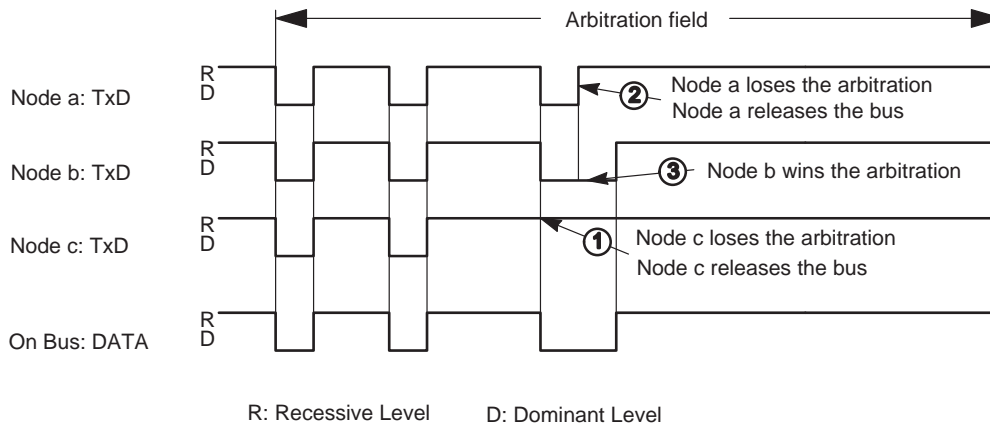 Arbitration field
Node a: TxD
R
D
② Node a loses the arbitration
Node a releases the bus
Node b: TxD
R
D
③ Node b wins the arbitration
Node c: TxD
R
D
① Node c loses the arbitration
Node c releases the bus
On Bus: DATA
R
D
R: Recessive Level D: Dominant Level